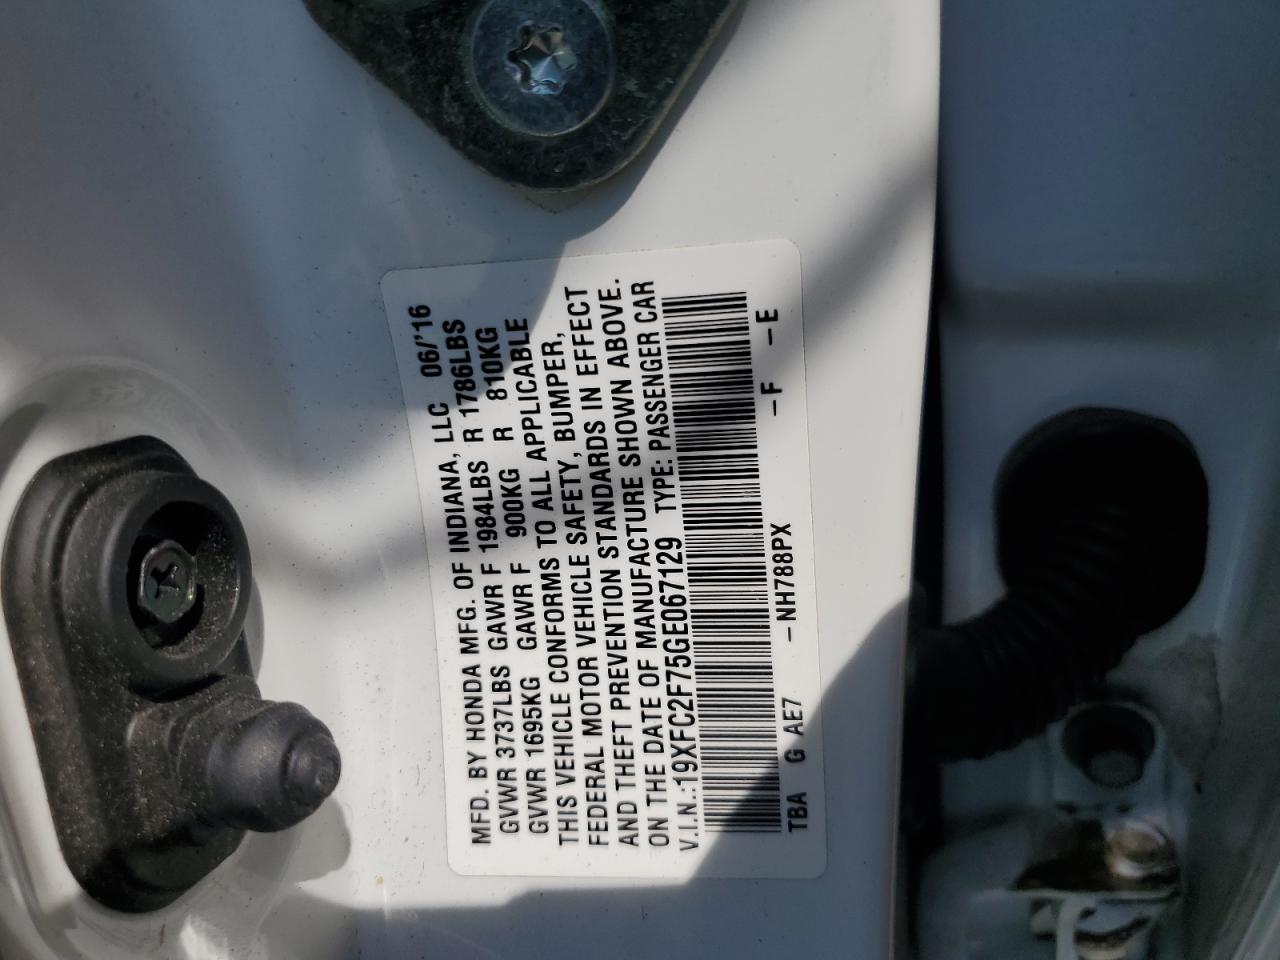 MFD. BY HONDA MFG. OF INDIANA, LLC 06/'16
GVWR 3737LBS GAWR F 1984LBS R 1786LBS
GVWR 1695KG GAWR F 900KG R 810KG
THIS VEHICLE CONFORMS TO ALL APPLICABLE
FEDERAL MOTOR VEHICLE SAFETY, BUMPER,
AND THEFT PREVENTION STANDARDS IN EFFECT
ON THE DATE OF MANUFACTURE SHOWN ABOVE.
V.I.N.:19XFC2F75GE067129 TYPE: PASSENGER CAR
TBA G AE7 -NH788PX -F -E